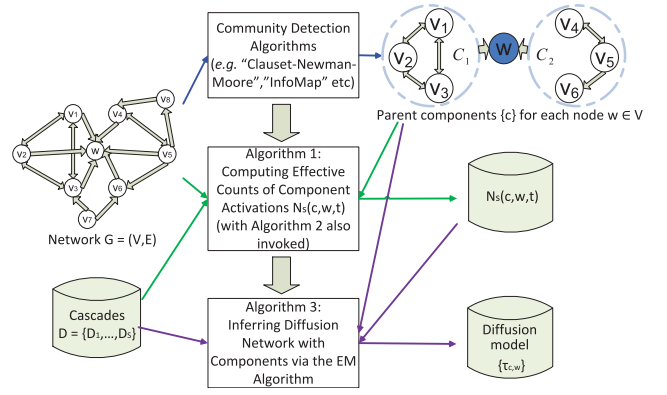 Community Detection
Algorithms
(e.g. “Clauset-Newman-
Moore”,”InfoMap” etc)
V1
V2
V3
C1
W
C2
V4
V5
V6
Parent components {c} for each node w ∈ V
V8
V1
V4
V2
W
V5
V3
V6
V7
Network G = (V,E)
Algorithm 1:
Computing Effective
Counts of Component
Activations Ns(c,w,t)
(with Algorithm 2 also
invoked)
Ns(c,w,t)
Cascades
D = {D1,...,Ds}
Algorithm 3:
Inferring Diffusion
Network with
Components via the EM
Algorithm
Diffusion
model
{τc,w}